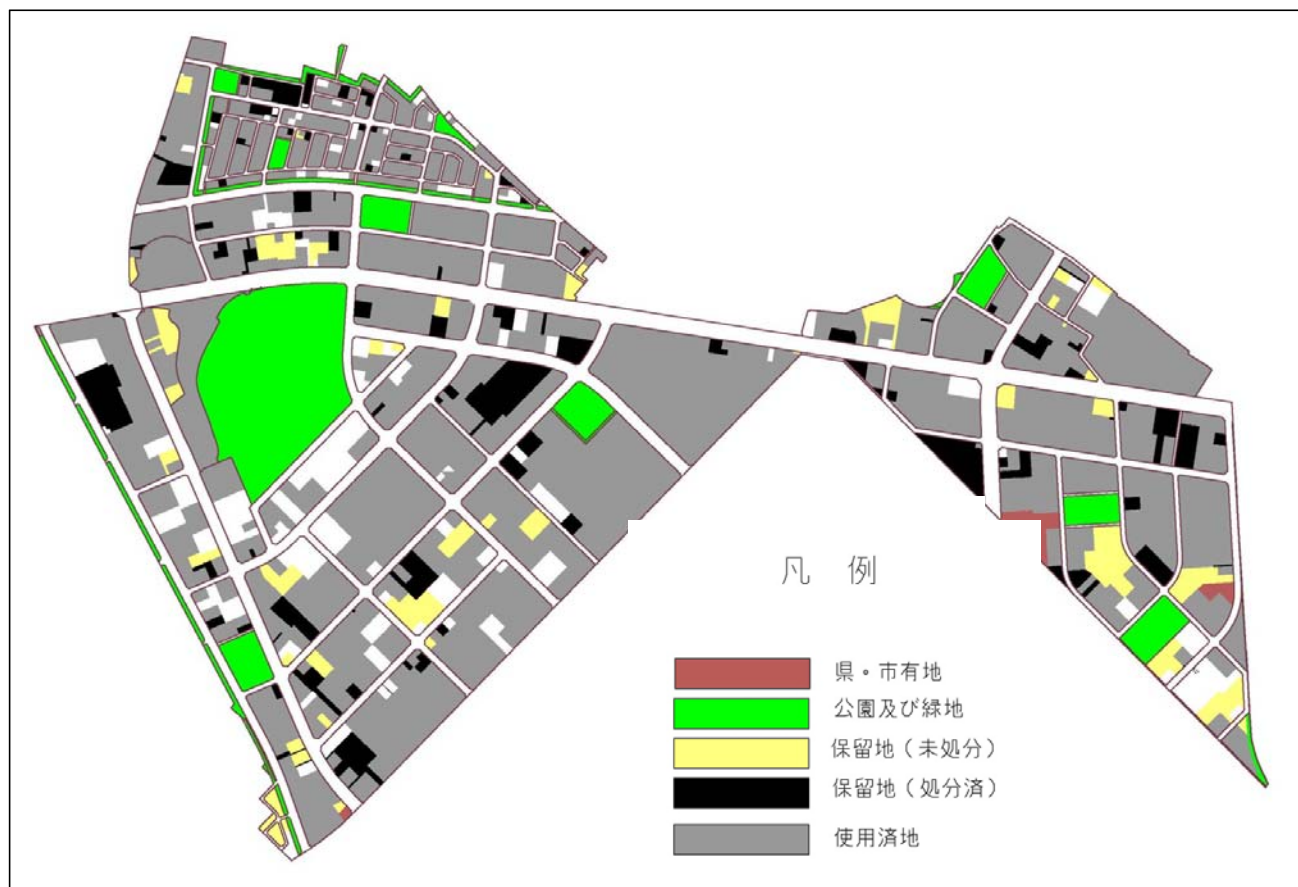 凡 例
県・市有地
公園及び緑地
保留地（未処分）
保留地（処分済）
使用済地